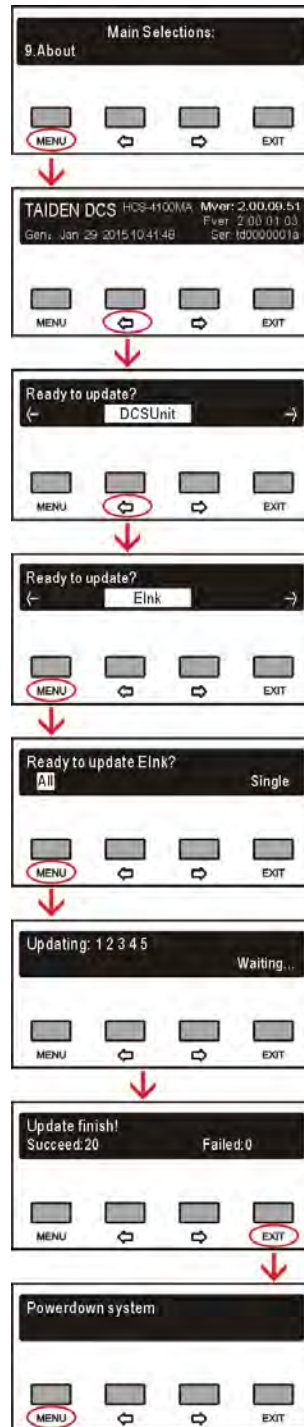 Main Selections:
9.About
MENU ⇦ ⇨ EXIT
TAIDEN DCS HCS-4100MA Mver: 2.00.09.51
Fver: 2.00.01.03
Gen: Jan 29 2015 10:41:46 Ser: td0000001a
MENU ⇦ ⇨ EXIT
Ready to update?
(– DCSUnit –)
MENU ⇦ ⇨ EXIT
Ready to update?
(– EInk –)
MENU ⇦ ⇨ EXIT
Ready to update EInk?
All Single
MENU ⇦ ⇨ EXIT
Updating: 1 2 3 4 5
Waiting...
MENU ⇦ ⇨ EXIT
Update finish!
Succeed:20 Failed:0
MENU ⇦ ⇨ EXIT
Powerdown system
MENU ⇦ ⇨ EXIT